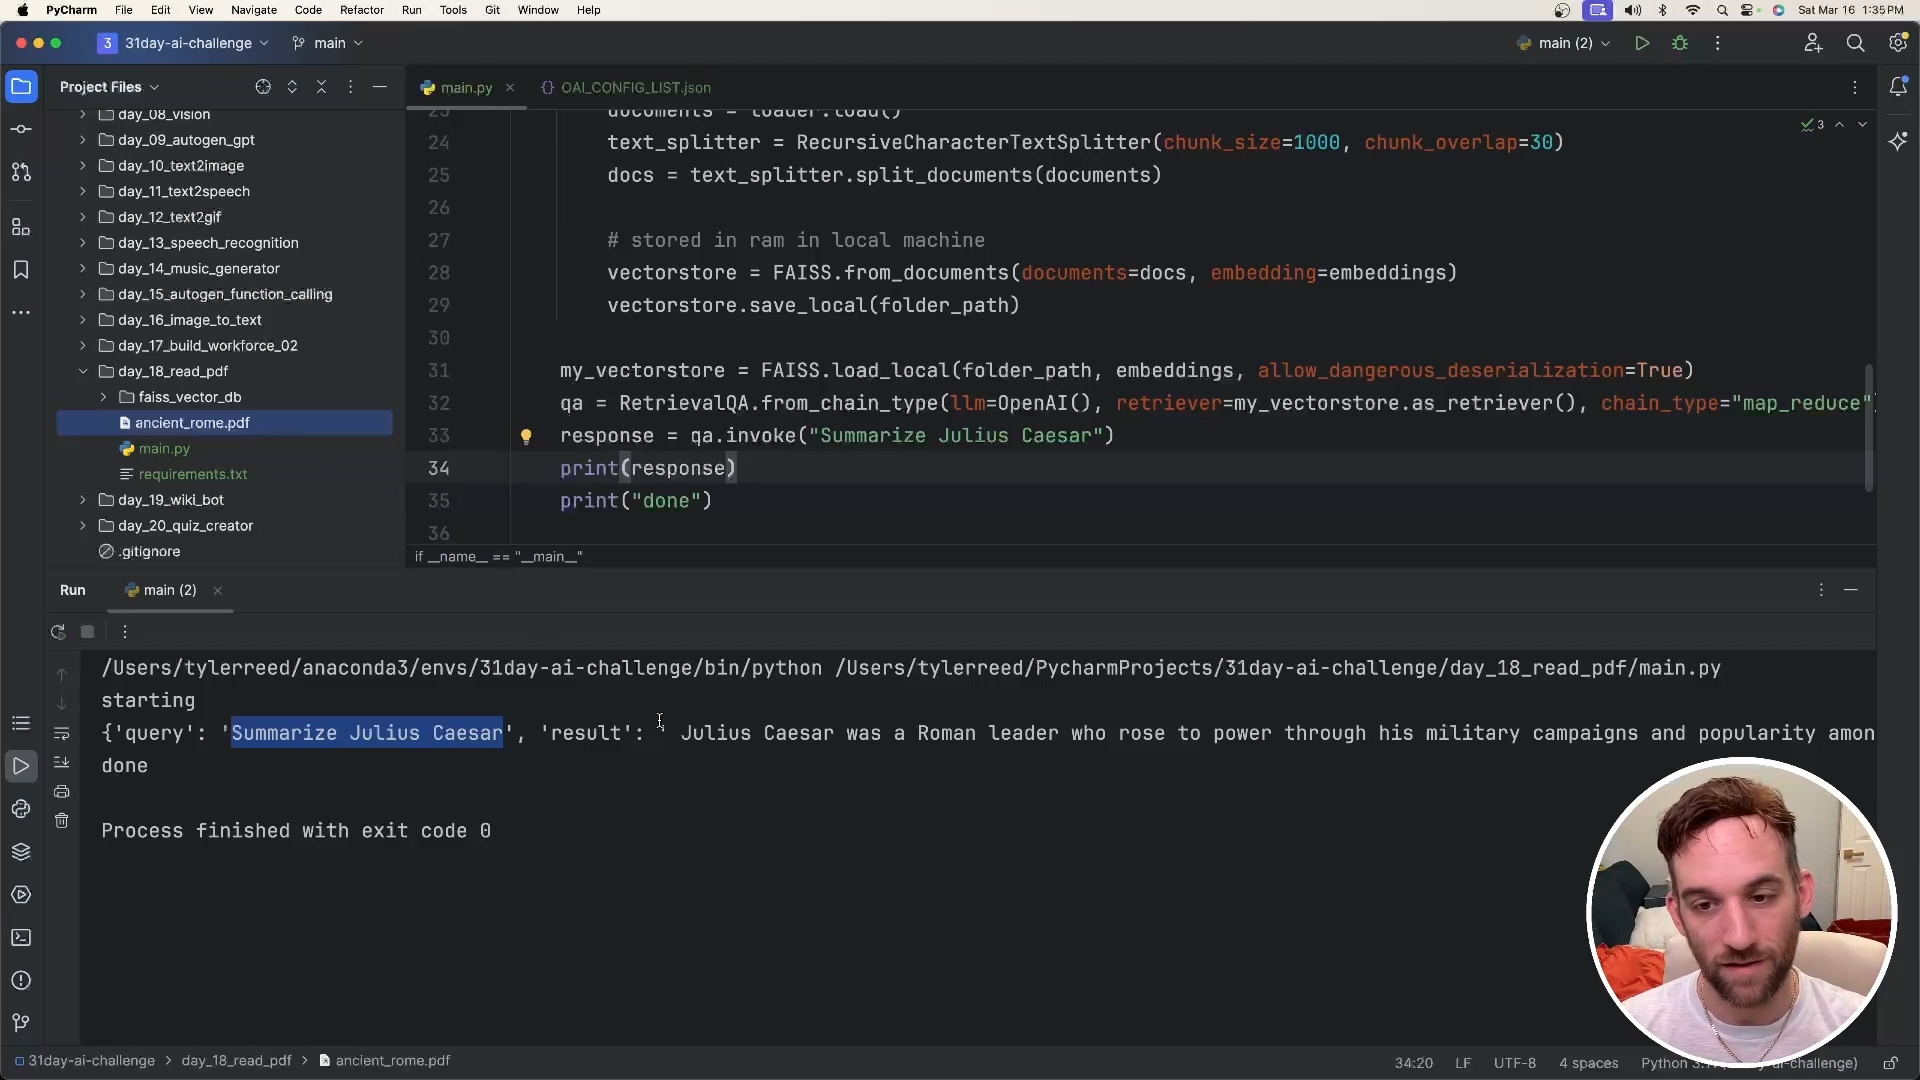 PyCharm File Edit View Navigate Code Refactor Run Tools Git Window Help Sat Mar 16 1:35 PM
3 31day-ai-challenge main main (2)
Project Files main.py OAI_CONFIG_LIST.json
day_08_vision
day_09_autogen_gpt
day_10_text2image
day_11_text2speech
day_12_text2gif
day_13_speech_recognition
day_14_music_generator
day_15_autogen_function_calling
day_16_image_to_text
day_17_build_workforce_02
day_18_read_pdf
faiss_vector_db
ancient_rome.pdf
main.py
requirements.txt
day_19_wiki_bot
day_20_quiz_creator
.gitignore
3
23 documents = loader.load()
24 text_splitter = RecursiveCharacterTextSplitter(chunk_size=1000, chunk_overlap=30)
25 docs = text_splitter.split_documents(documents)
26
27 # stored in ram in local machine
28 vectorstore = FAISS.from_documents(documents=docs, embedding=embeddings)
29 vectorstore.save_local(folder_path)
30
31 my_vectorstore = FAISS.load_local(folder_path, embeddings, allow_dangerous_deserialization=True)
32 qa = RetrievalQA.from_chain_type(llm=OpenAI(), retriever=my_vectorstore.as_retriever(), chain_type="map_reduce"
33 response = qa.invoke("Summarize Julius Caesar")
34 print(response)
35 print("done")
36
if __name__ == "__main__"
Run main (2)
/Users/tylerreed/anaconda3/envs/31day-ai-challenge/bin/python /Users/tylerreed/PycharmProjects/31day-ai-challenge/day_18_read_pdf/main.py
starting
{'query': 'Summarize Julius Caesar', 'result': ' Julius Caesar was a Roman leader who rose to power through his military campaigns and popularity amon
done
Process finished with exit code 0
31day-ai-challenge > day_18_read_pdf > ancient_rome.pdf 34:20 LF UTF-8 4 spaces Python ai-challenge)